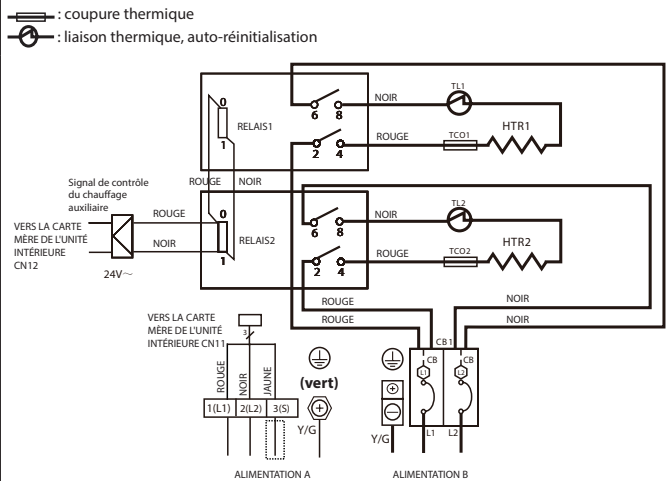 : coupure thermique
: liaison thermique, auto-réinitialisation
TL1
0
6 8
NOIR
RELAIS1
HTR1
1
2 4
ROUGE
TCO1
Signal de contrôle
du chauffage
auxiliaire
ROUGE NOIR
TL2
ROUGE
0
6 8
NOIR
VERS LA CARTE
MÈRE DE L'UNITÉ
INTÉRIEURE
CN12
NOIR
RELAIS2
HTR2
1
2 4
ROUGE
TCO2
24V~
ROUGE
NOIR
VERS LA CARTE
MÈRE DE L'UNITÉ
INTÉRIEURE CN11
ROUGE
NOIR
3
CB1
CB CB
L1 L2
ROUGE
NOIR
JAUNE
(vert)
1(L1) 2(L2) 3(S)
Y/G
Y/G
L1 L2
ALIMENTATION A
ALIMENTATION B